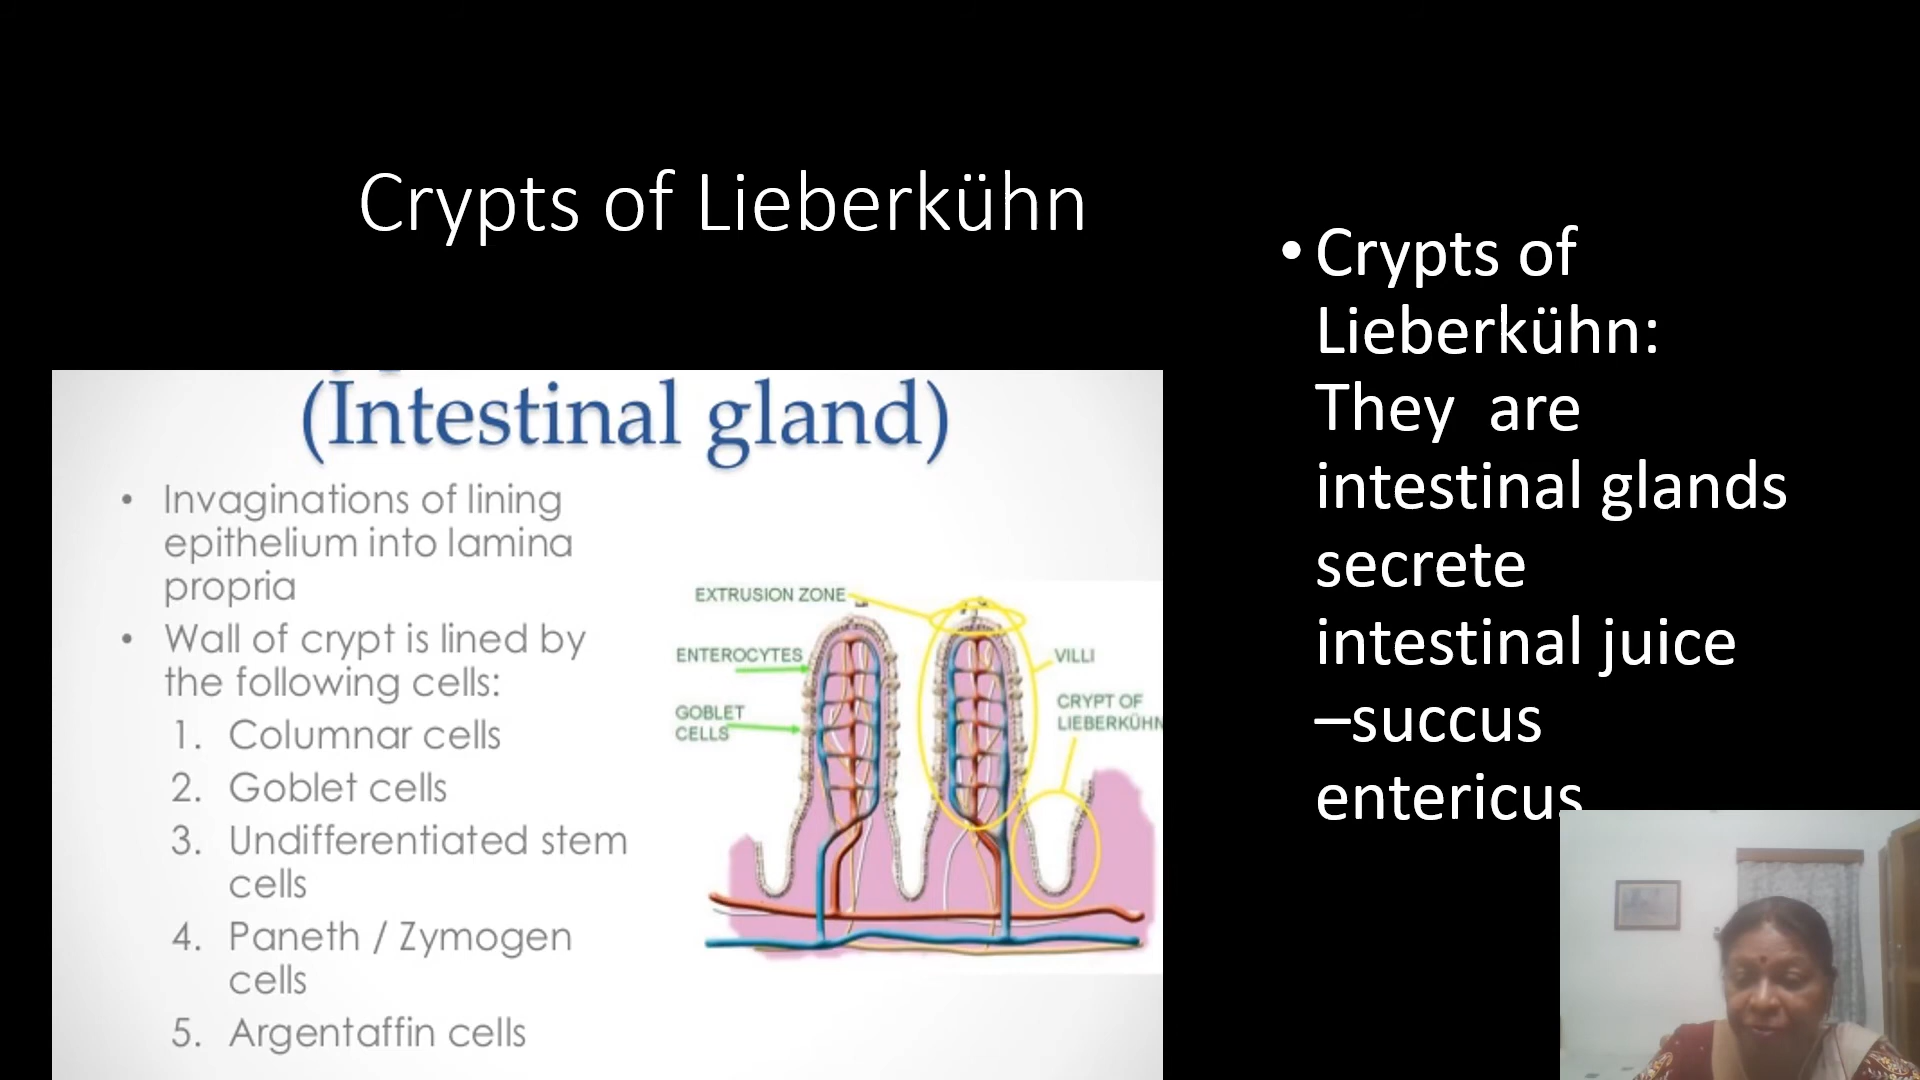 Crypts of Lieberkühn
(Intestinal gland)
• Invaginations of lining
epithelium into lamina
propria
• Wall of crypt is lined by
the following cells:
1. Columnar cells
2. Goblet cells
3. Undifferentiated stem
cells
4. Paneth / Zymogen
cells
5. Argentaffin cells
EXTRUSION ZONE
ENTEROCYTES
GOBLET
CELLS
VILLI
CRYPT OF
LIEBERKÜHN
• Crypts of
Lieberkühn:
They are
intestinal glands
secrete
intestinal juice
–succus
entericus